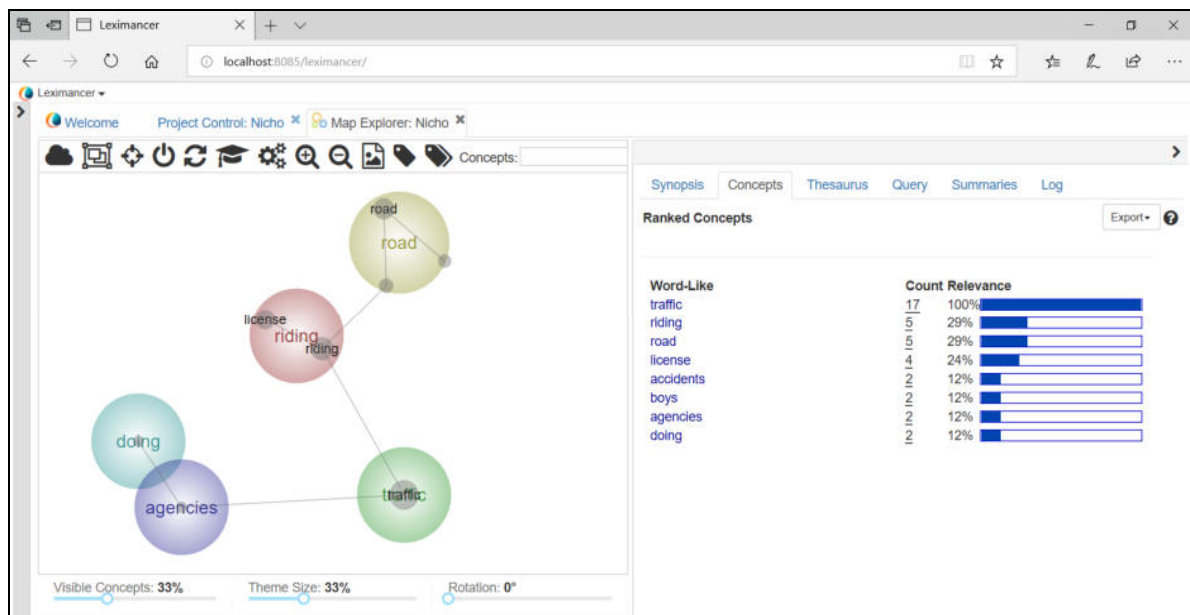 Leximancer
localhost:8085/leximancer/
Leximancer
Welcome
Project Control: Nicho
Map Explorer: Nicho
Concepts:
road
road
license
riding
riding
doing
agencies
traffic
traffic
Visible Concepts: 33%
Theme Size: 33%
Rotation: 0°
Synopsis
Concepts
Thesaurus
Query
Summaries
Log
Ranked Concepts
Export
Word-Like Count Relevance
traffic 17 100%
riding 5 29%
road 5 29%
license 4 24%
accidents 2 12%
boys 2 12%
agencies 2 12%
doing 2 12%